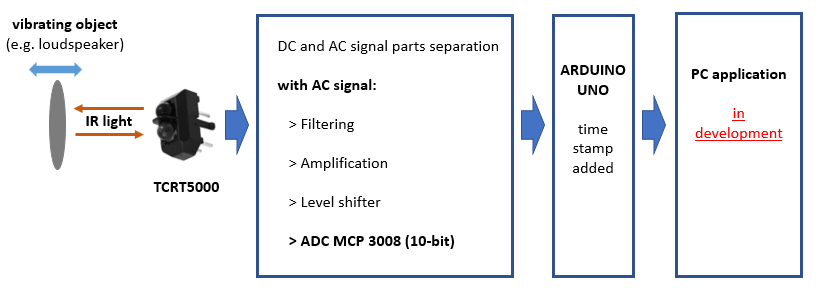 vibrating object
(e.g. loudspeaker)
IR light
TCRT5000
DC and AC signal parts separation
with AC signal:
> Filtering
> Amplification
> Level shifter
> ADC MCP 3008 (10-bit)
ARDUINO
UNO
time
stamp
added
PC application
in
development